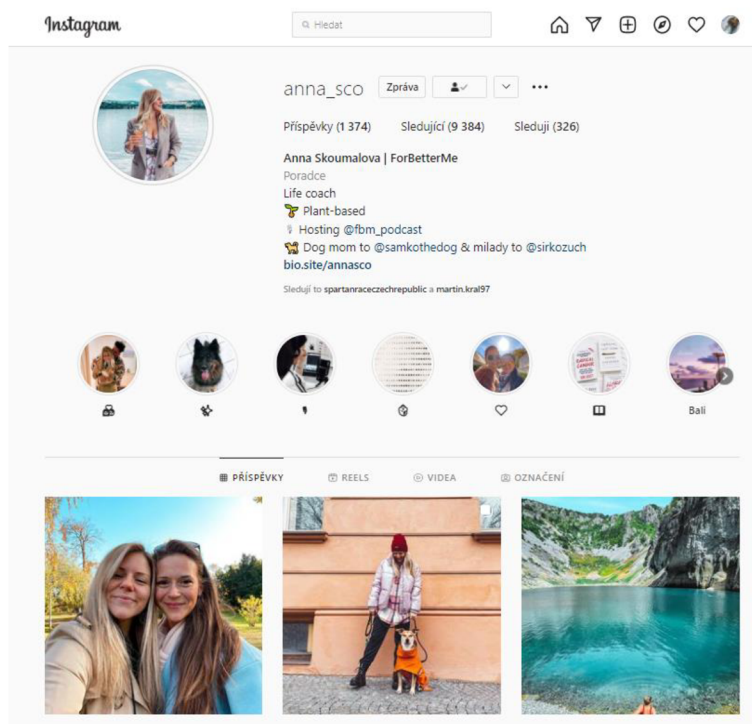 Instagram
Hledat
anna_sco
Zpráva
Příspěvky (1 374) Sledující (9 384) Sleduji (326)
Anna Skoumalova | ForBetterMe
Poradce
Life coach
Plant-based
Hosting @fbm_podcast
Dog mom to @samkothedog & milady to @sirkozuch
bio.site/annasco
Sledují to spartanraceczechrepublic a martin.kral97
Bali
PŘÍSPĚVKY REELS VIDEA OZNAČENÍ